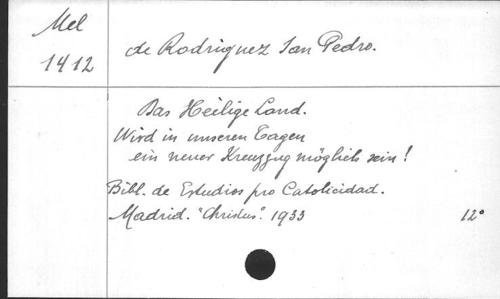 Mel
1412
de Rodriguez San Pedro.
Das Heilige Land.
Wird in unseren Tagen
ein neuer Kreuzzug möglich sein!
Bibl. de Estudios pro Catolicidad.
Madrid. "Christus". 1933 12°